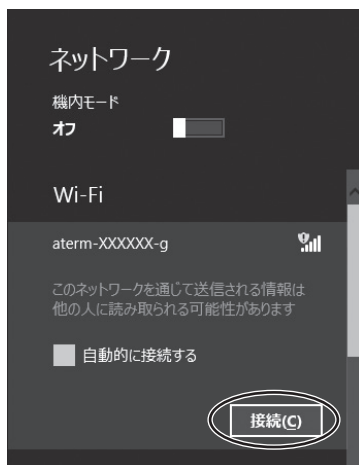 ネットワーク
機内モード
オフ
Wi-Fi
aterm-XXXXXX-g
このネットワークを通じて送信される情報は
他の人に読み取られる可能性があります
自動的に接続する
接続(C)